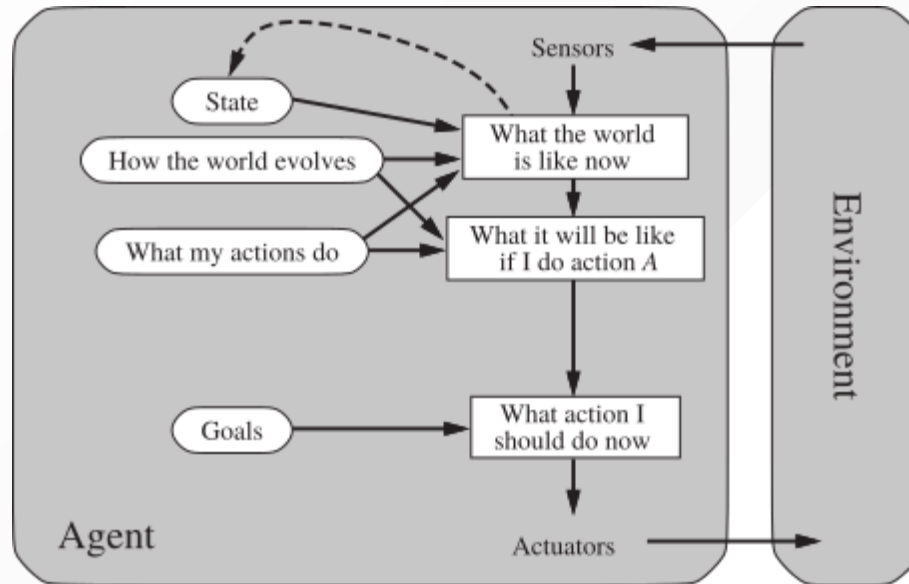 Sensors
State
What the world
is like now
How the world evolves
What my actions do
What it will be like
if I do action A
Goals
What action I
should do now
Agent
Actuators
Environment